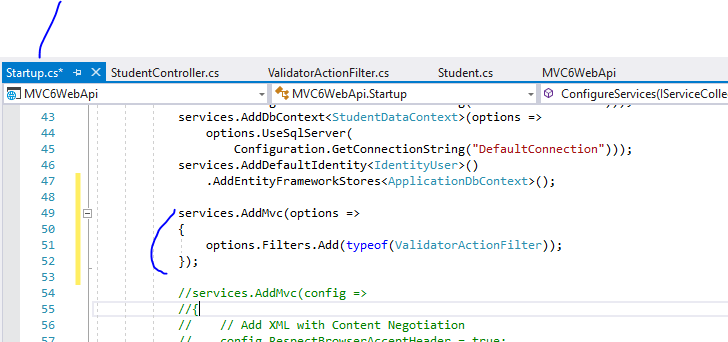 Startup.cs* StudentController.cs ValidatorActionFilter.cs Student.cs MVC6WebApi
MVC6WebApi MVC6WebApi.Startup ConfigureServices(IServiceCollec
43 services.AddDbContext<StudentDataContext>(options =>
44 options.UseSqlServer(
45 Configuration.GetConnectionString("DefaultConnection")));
46 services.AddDefaultIdentity<IdentityUser>()
47 .AddEntityFrameworkStores<ApplicationDbContext>();
48
49 services.AddMvc(options =>
50 {
51 options.Filters.Add(typeof(ValidatorActionFilter));
52 });
53
54 //services.AddMvc(config =>
55 //{
56 // // Add XML with Content Negotiation
57 // config.RespectBrowserAcceptHeader = true;